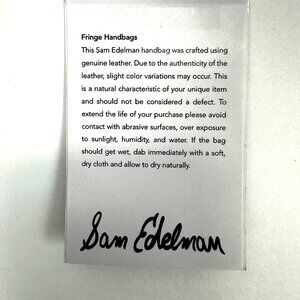 Fringe Handbags
This Sam Edelman handbag was crafted using
genuine leather. Due to the authenticity of the
leather, slight color variations may occur. This
is a natural characteristic of your unique item
and should not be considered a defect. To
extend the life of your purchase please avoid
contact with abrasive surfaces, over exposure
to sunlight, humidity, and water. If the bag
should get wet, dab immediately with a soft,
dry cloth and allow to dry naturally.
Sam Edelman